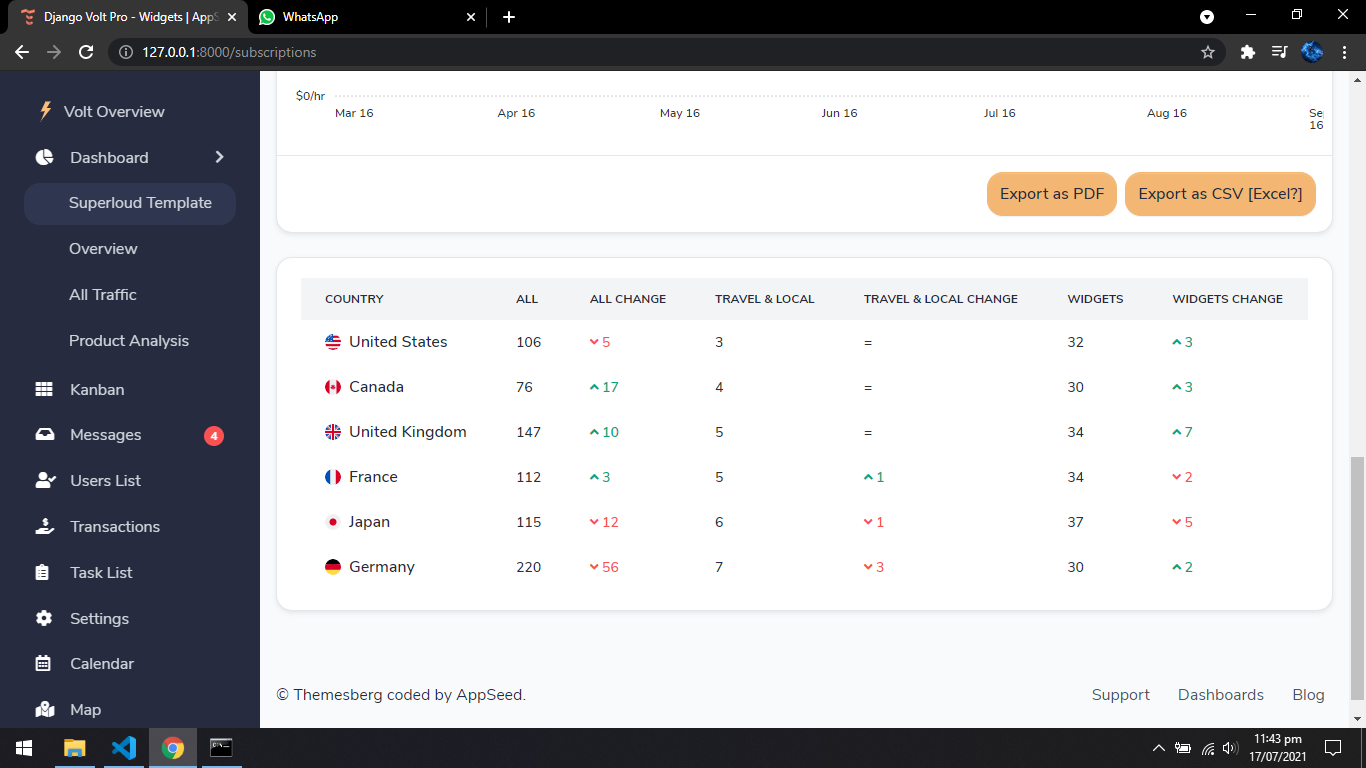 Django Volt Pro - Widgets | AppS
WhatsApp
127.0.0.1:8000/subscriptions
Volt Overview
Dashboard
Superloud Template
Overview
All Traffic
Product Analysis
Kanban
Messages 4
Users List
Transactions
Task List
Settings
Calendar
Map
$0/hr
Mar 16 Apr 16 May 16 Jun 16 Jul 16 Aug 16 Se
16
Export as PDF Export as CSV [Excel?]
COUNTRY ALL ALL CHANGE TRAVEL & LOCAL TRAVEL & LOCAL CHANGE WIDGETS WIDGETS CHANGE
United States 106 5 3 = 32 3
Canada 76 17 4 = 30 3
United Kingdom 147 10 5 = 34 7
France 112 3 5 1 34 2
Japan 115 12 6 1 37 5
Germany 220 56 7 3 30 2
© Themesberg coded by AppSeed. Support Dashboards Blog
11:43 pm
17/07/2021